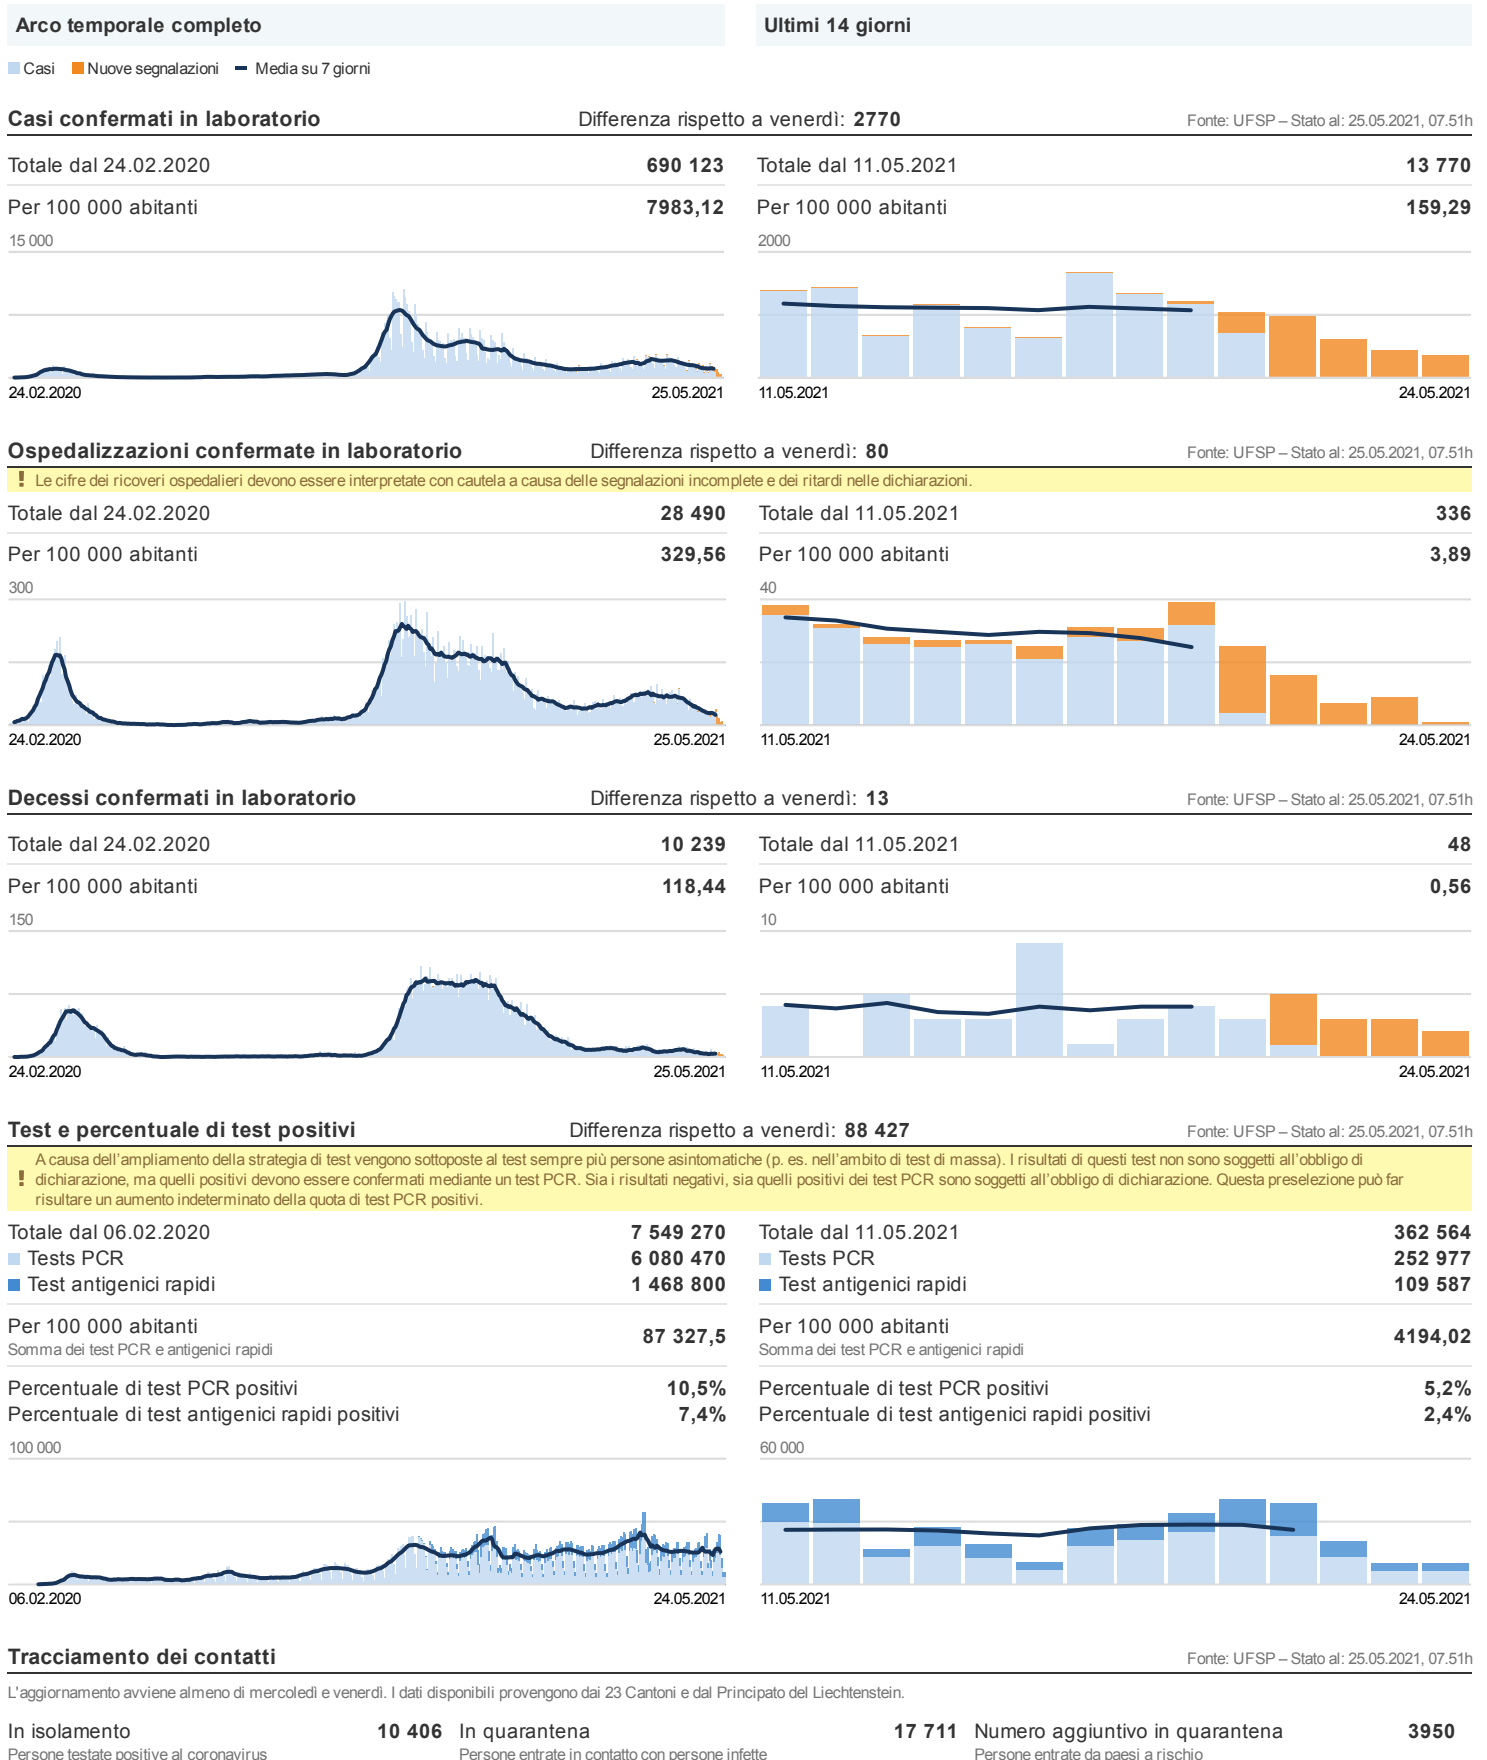 Arco temporale completo
Ultimi 14 giorni
Casi Nuove segnalazioni Media su 7 giorni
Casi confermati in laboratorio Differenza rispetto a venerdì: 2770 Fonte: UFSP – Stato al: 25.05.2021, 07.51h
Totale dal 24.02.2020 690 123 Totale dal 11.05.2021 13 770
Per 100 000 abitanti 7983,12 Per 100 000 abitanti 159,29
15 000 2000
24.02.2020 25.05.2021 11.05.2021 24.05.2021
Ospedalizzazioni confermate in laboratorio Differenza rispetto a venerdì: 80 Fonte: UFSP – Stato al: 25.05.2021, 07.51h
! Le cifre dei ricoveri ospedalieri devono essere interpretate con cautela a causa delle segnalazioni incomplete e dei ritardi nelle dichiarazioni.
Totale dal 24.02.2020 28 490 Totale dal 11.05.2021 336
Per 100 000 abitanti 329,56 Per 100 000 abitanti 3,89
300 40
24.02.2020 25.05.2021 11.05.2021 24.05.2021
Decessi confermati in laboratorio Differenza rispetto a venerdì: 13 Fonte: UFSP – Stato al: 25.05.2021, 07.51h
Totale dal 24.02.2020 10 239 Totale dal 11.05.2021 48
Per 100 000 abitanti 118,44 Per 100 000 abitanti 0,56
150 10
24.02.2020 25.05.2021 11.05.2021 24.05.2021
Test e percentuale di test positivi Differenza rispetto a venerdì: 88 427 Fonte: UFSP – Stato al: 25.05.2021, 07.51h
A causa dell'ampliamento della strategia di test vengono sottoposte al test sempre più persone asintomatiche (p. es. nell'ambito di test di massa). I risultati di questi test non sono soggetti all'obbligo di
! dichiarazione, ma quelli positivi devono essere confermati mediante un test PCR. Sia i risultati negativi, sia quelli positivi dei test PCR sono soggetti all'obbligo di dichiarazione. Questa preselezione può far
risultare un aumento indeterminato della quota di test PCR positivi.
Totale dal 06.02.2020 7 549 270 Totale dal 11.05.2021 362 564
Tests PCR 6 080 470 Tests PCR 252 977
Test antigenici rapidi 1 468 800 Test antigenici rapidi 109 587
Per 100 000 abitanti 87 327,5 Per 100 000 abitanti 4194,02
Somma dei test PCR e antigenici rapidi Somma dei test PCR e antigenici rapidi
Percentuale di test PCR positivi 10,5% Percentuale di test PCR positivi 5,2%
Percentuale di test antigenici rapidi positivi 7,4% Percentuale di test antigenici rapidi positivi 2,4%
100 000 60 000
06.02.2020 24.05.2021 11.05.2021 24.05.2021
Tracciamento dei contatti Fonte: UFSP – Stato al: 25.05.2021, 07.51h
L'aggiornamento avviene almeno di mercoledì e venerdì. I dati disponibili provengono dai 23 Cantoni e dal Principato del Liechtenstein.
In isolamento 10 406 In quarantena 17 711 Numero aggiuntivo in quarantena 3950
Persone testate positive al coronavirus Persone entrate in contatto con persone infette Persone entrate da paesi a rischio